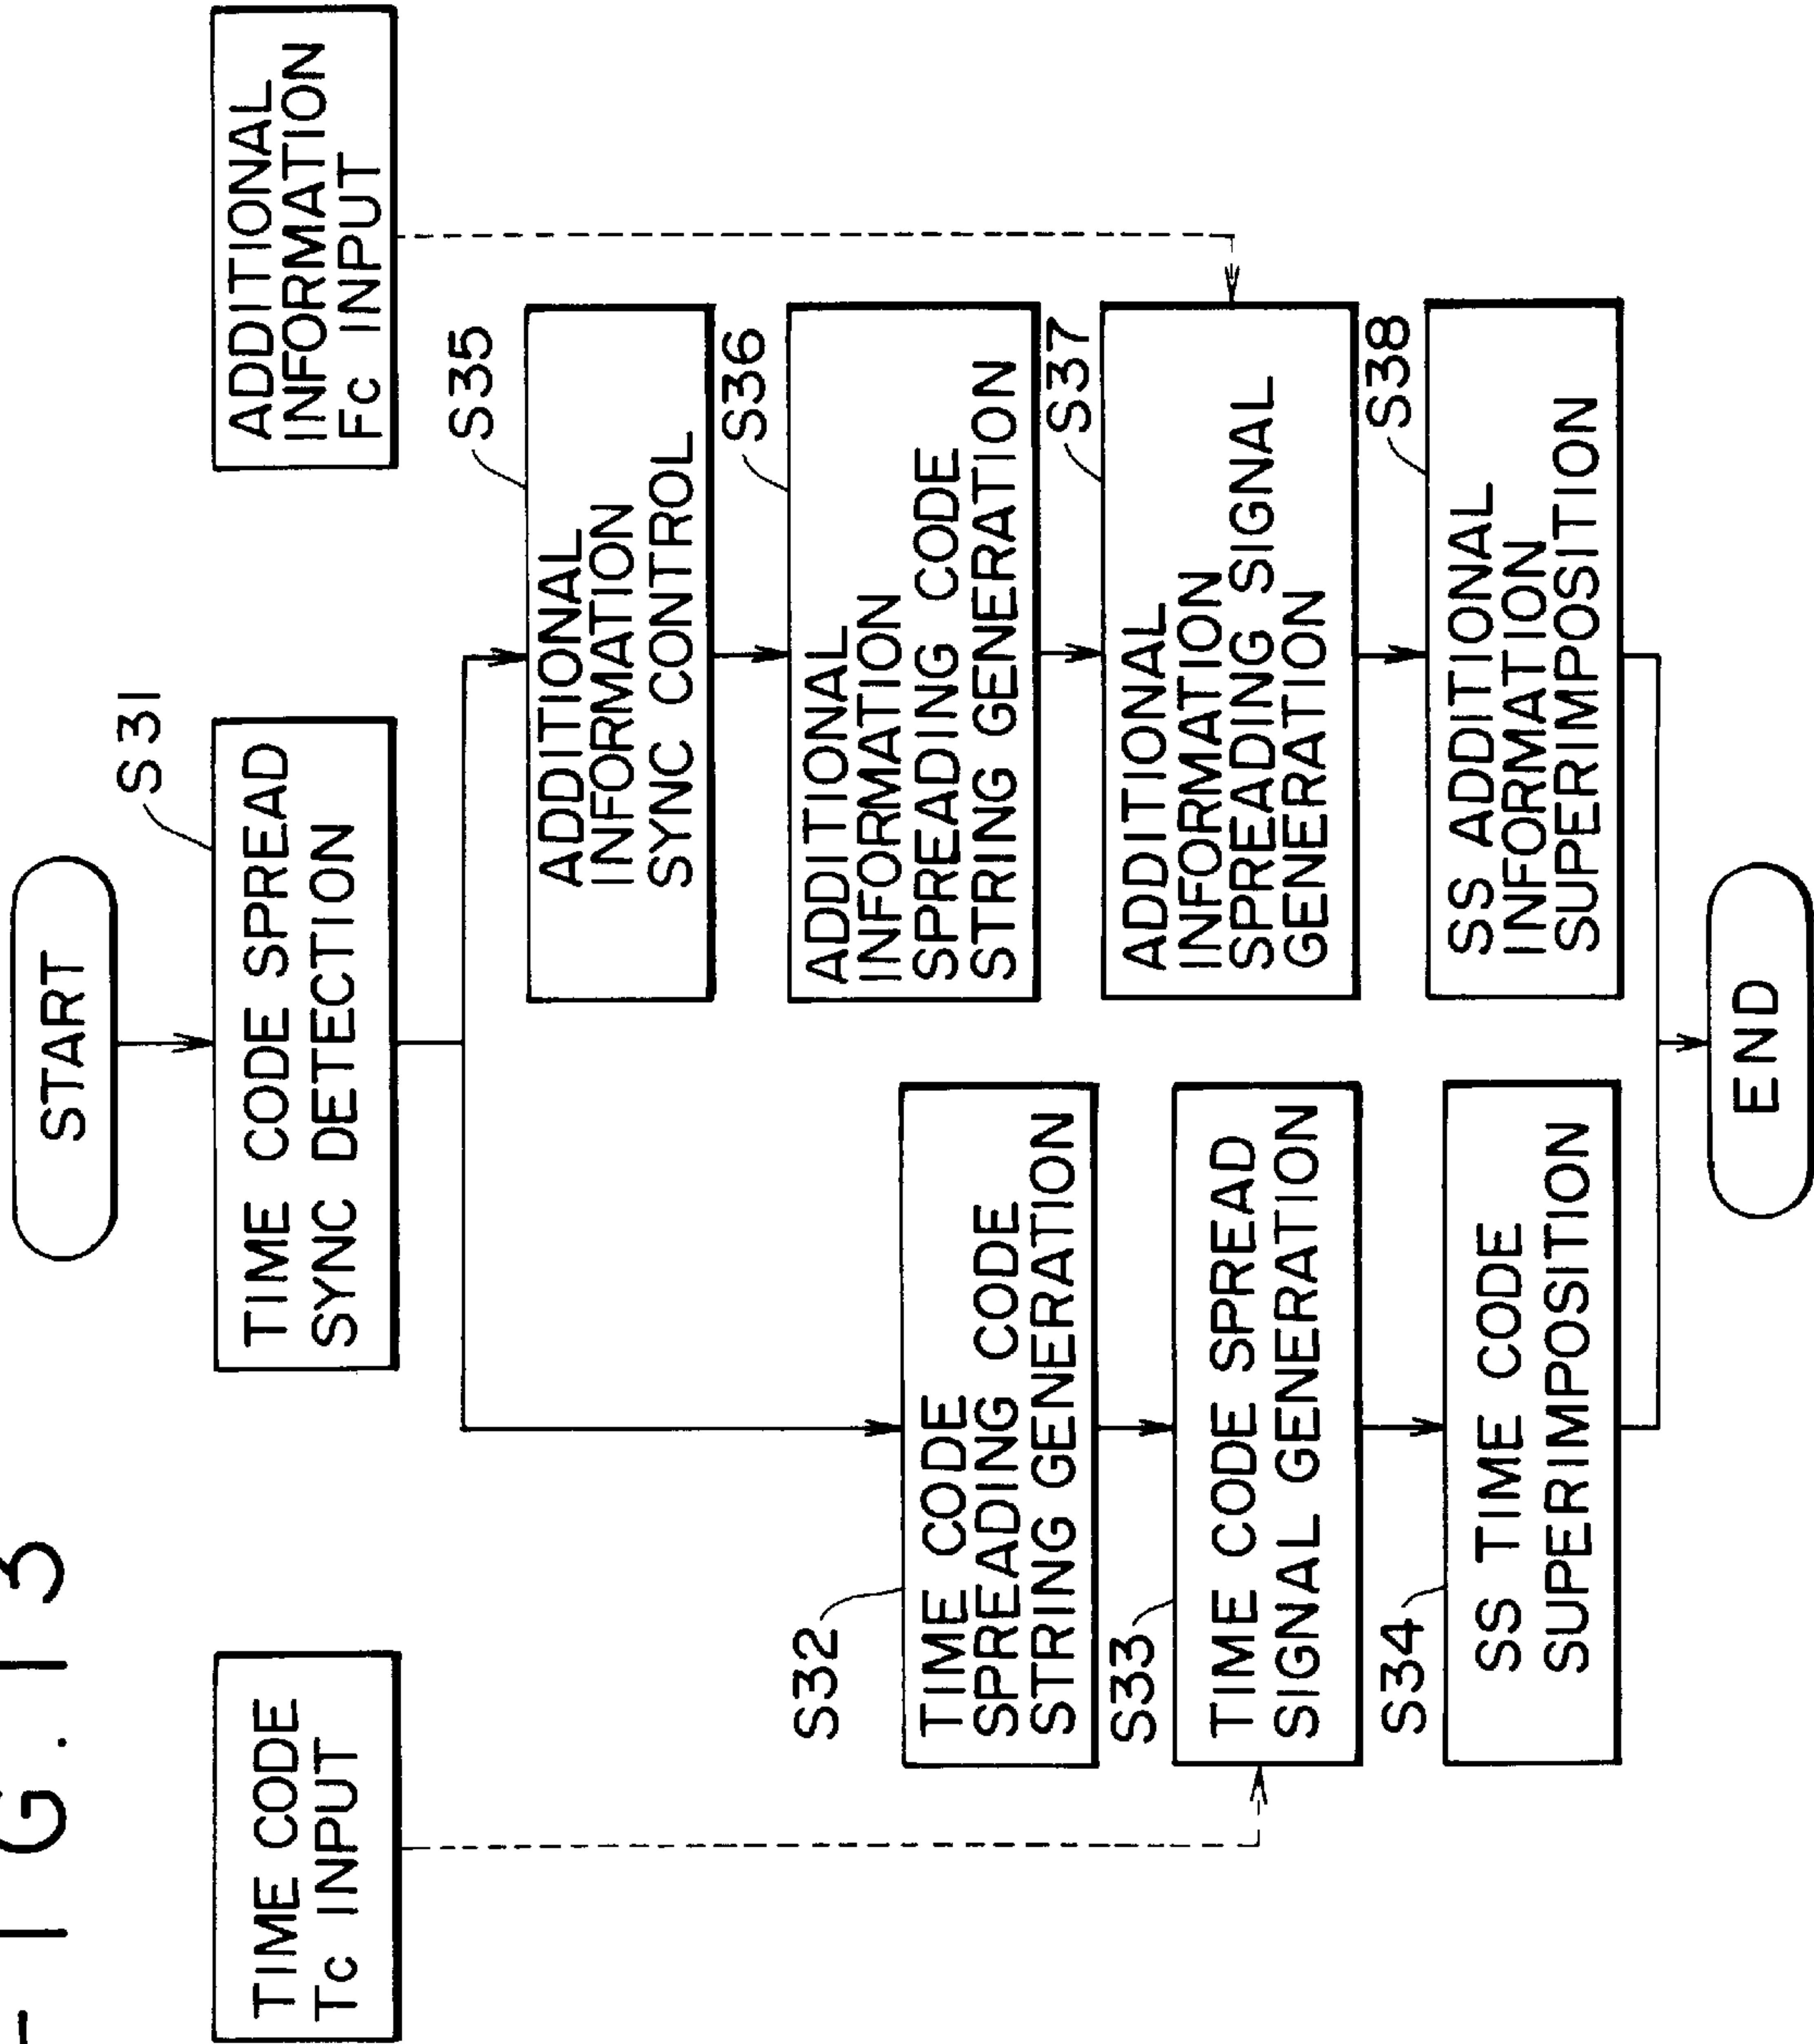 FIG.13
START
TIME CODE
Tc INPUT
S31
TIME CODE SPREAD
SYNC DETECTION
ADDITIONAL
INFORMATION
Fc INPUT
S35
ADDITIONAL
INFORMATION
SYNC CONTROL
S32
TIME CODE
SPREADING CODE
STRING GENERATION
S36
ADDITIONAL
INFORMATION
SPREADING CODE
STRING GENERATION
S33
TIME CODE SPREAD
SIGNAL GENERATION
S37
ADDITIONAL
INFORMATION
SPREADING SIGNAL
GENERATION
S34
SS TIME CODE
SUPERIMPOSITION
S38
SS ADDITIONAL
INFORMATION
SUPERIMPOSITION
END